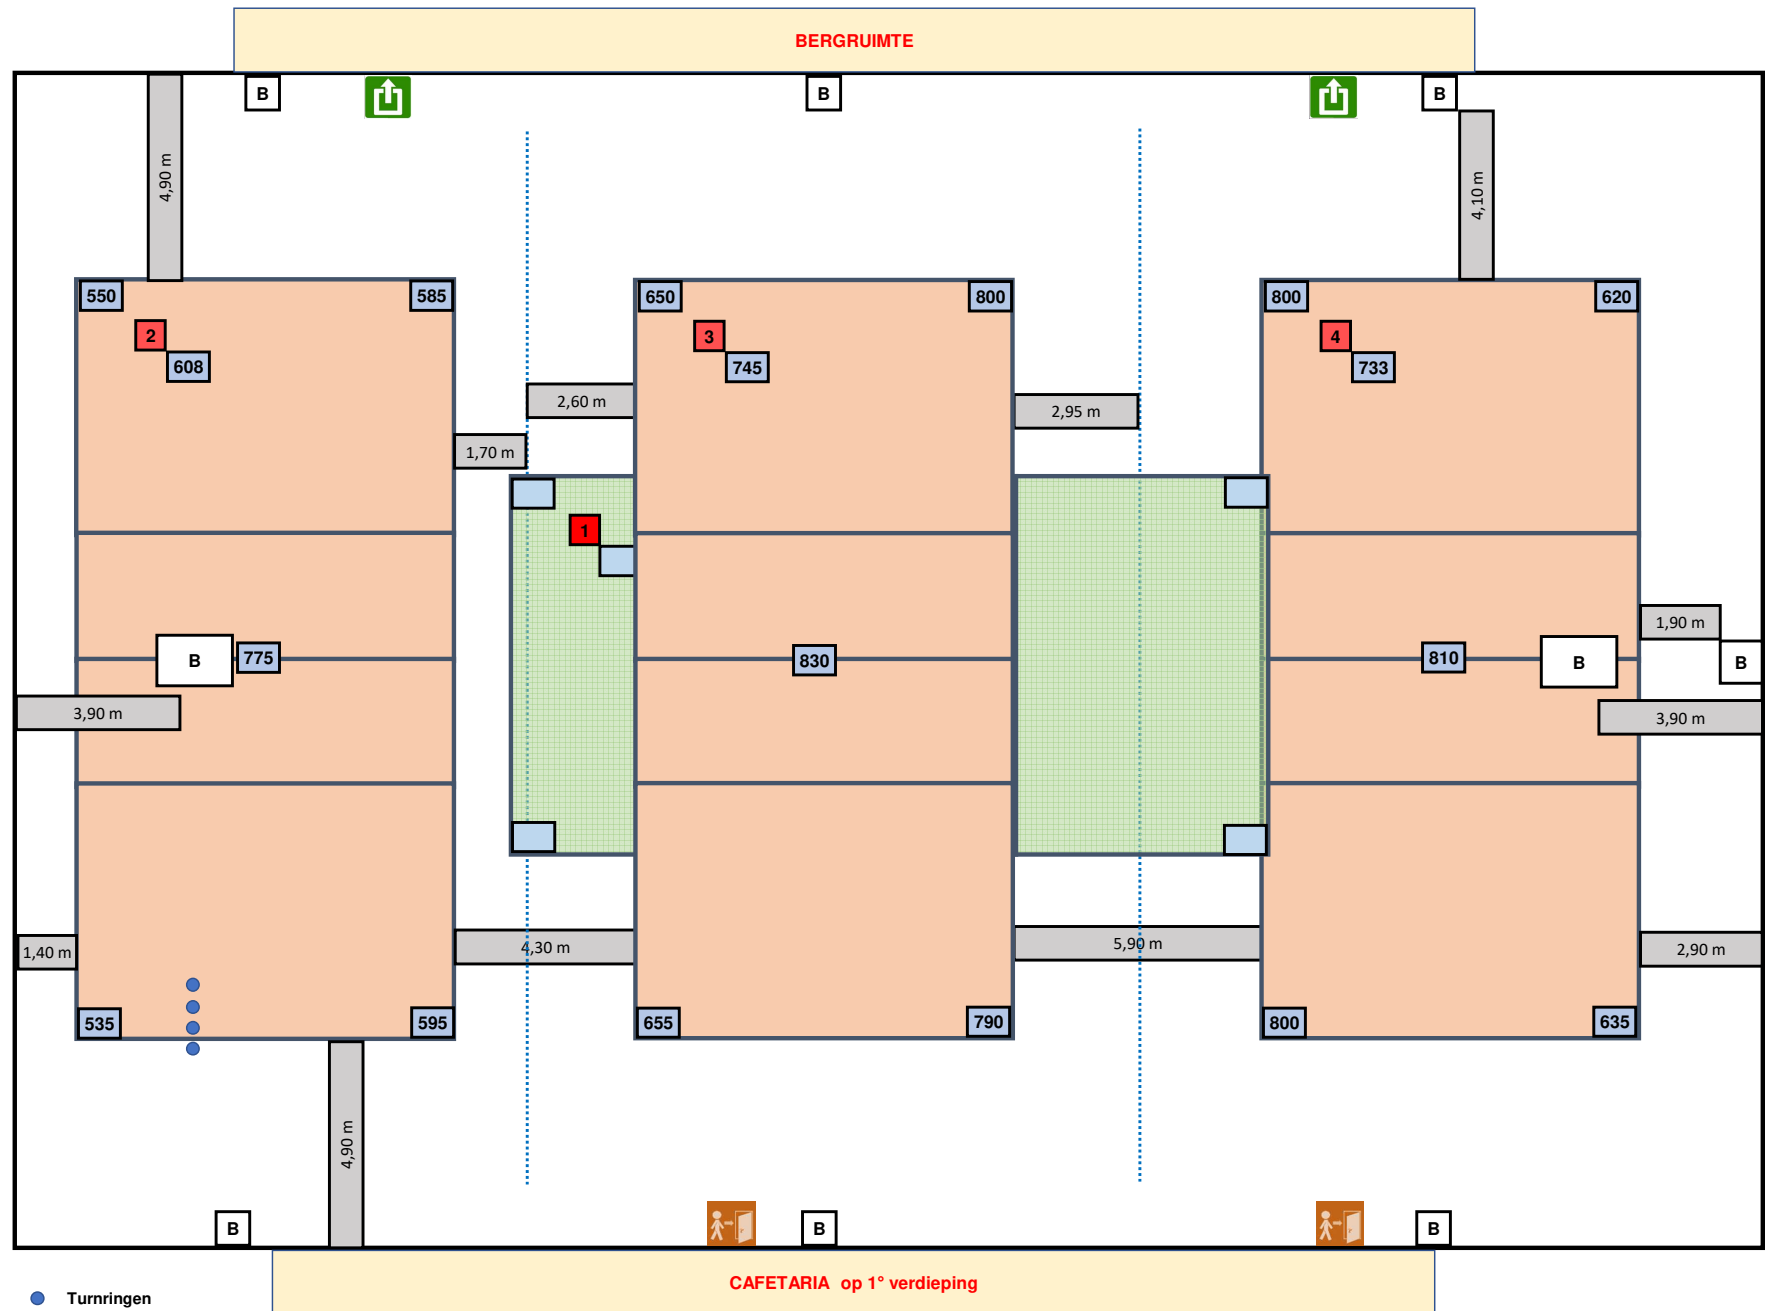 BERGRUIMTE
B
B
B
4,90 m
4,10 m
550
585
650
800
800
620
2
608
3
745
4
733
2,60 m
2,95 m
1,70 m
1
1,90 m
B
775
830
810
B
B
3,90 m
3,90 m
1,40 m
4,30 m
5,90 m
2,90 m
535
595
655
790
800
635
4,90 m
B
B
B
CAFETARIA op 1° verdieping
Turnringen